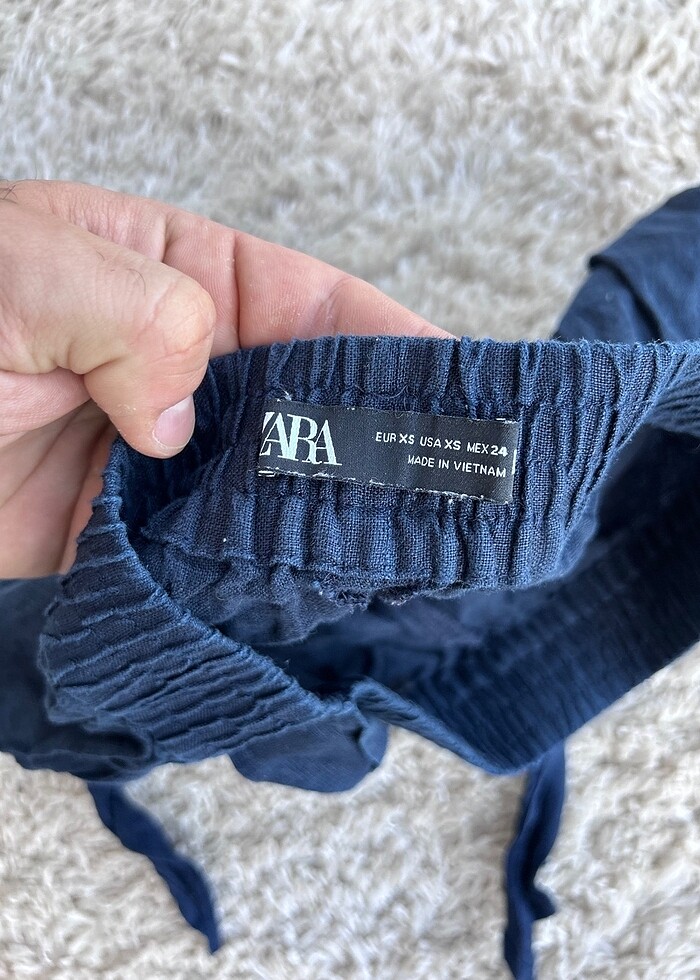 ZARA
EUR XS USA XS MEX 24
MADE IN VIETNAM